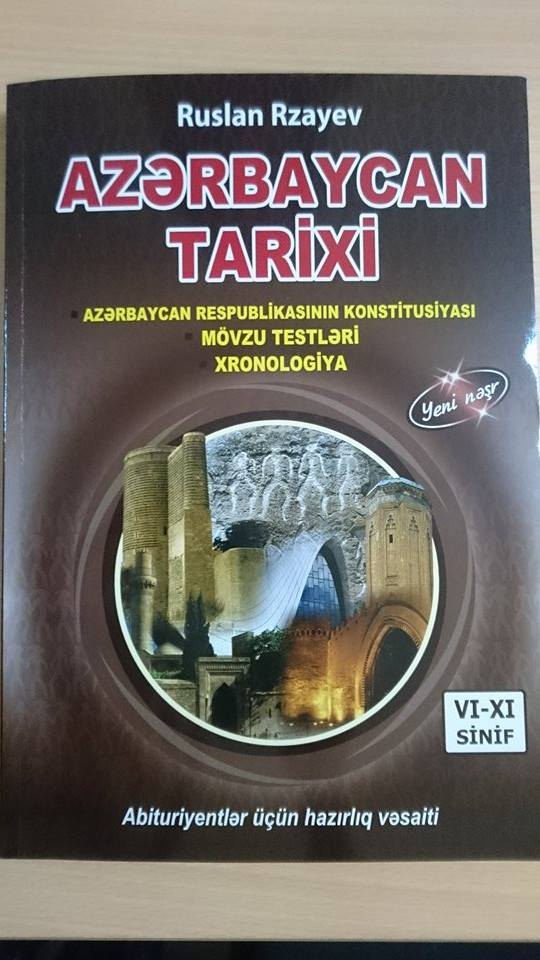 Ruslan Rzayev
AZƏRBAYCAN
TARİXİ
AZƏRBAYCAN RESPUBLİKASININ KONSTİTUSİYASI
MÖVZU TESTLƏRİ
XRONOLOGİYA
Yeni nəşr
VI-XI
SİNİF
Abituriyentlər üçün hazırlıq vəsaiti